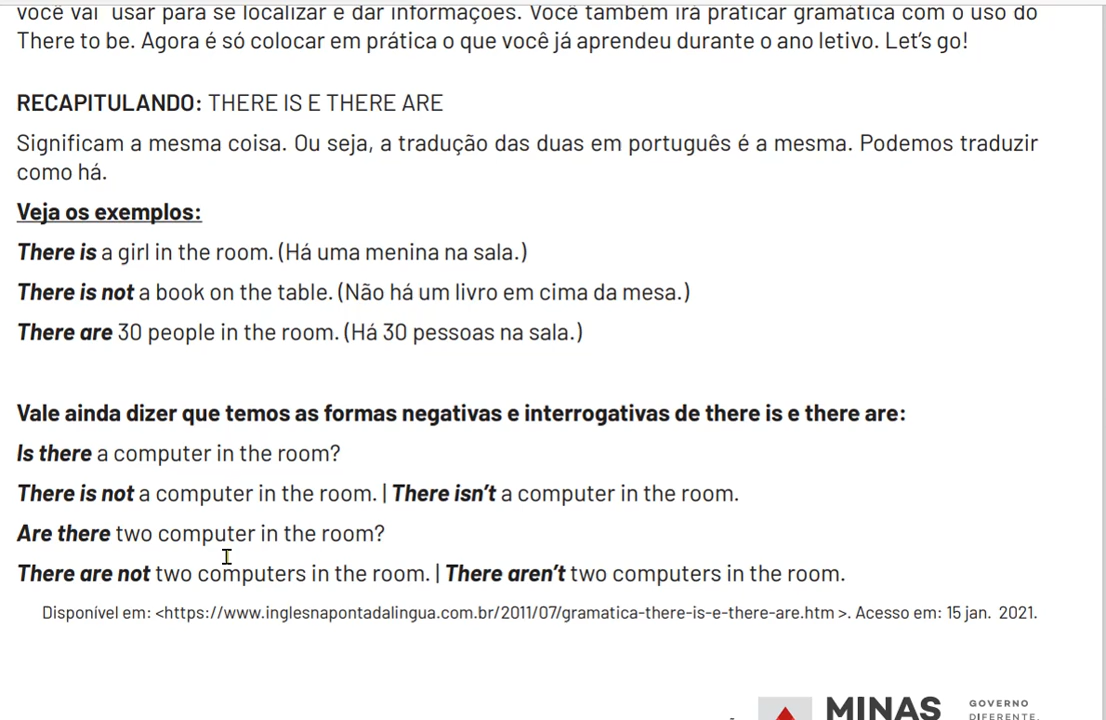 você vai usar para se localizar e dar informações. Você também irá praticar gramática com o uso do
There to be. Agora é só colocar em prática o que você já aprendeu durante o ano letivo. Let's go!
RECAPITULANDO: THERE IS E THERE ARE
Significam a mesma coisa. Ou seja, a tradução das duas em português é a mesma. Podemos traduzir
como há.
Veja os exemplos:
There is a girl in the room. (Há uma menina na sala.)
There is not a book on the table. (Não há um livro em cima da mesa.)
There are 30 people in the room. (Há 30 pessoas na sala.)
Vale ainda dizer que temos as formas negativas e interrogativas de there is e there are:
Is there a computer in the room?
There is not a computer in the room. | There isn't a computer in the room.
Are there two computer in the room?
There are not two computers in the room. | There aren't two computers in the room.
Disponível em: <https://www.inglesnapontadalingua.com.br/2011/07/gramatica-there-is-e-there-are.htm >. Acesso em: 15 jan. 2021.
MINAS
GOVERNO
DIFERENTE.